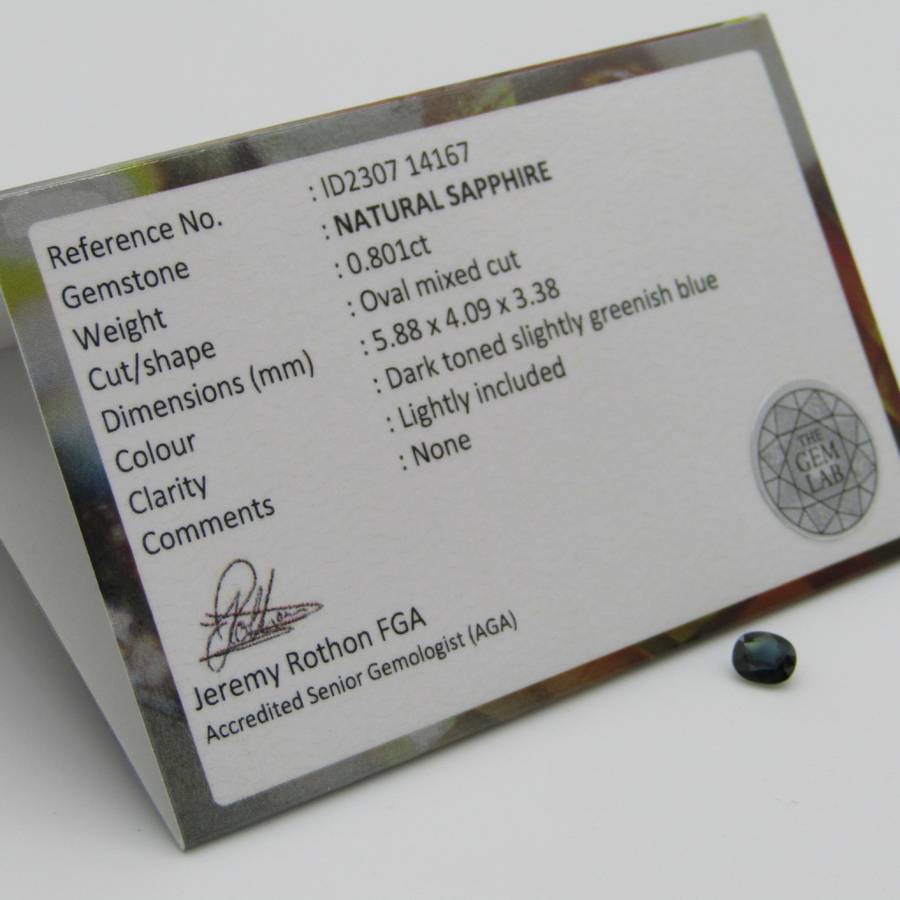 Reference No. : ID2307 14167
Gemstone : NATURAL SAPPHIRE
Weight : 0.801ct
Cut/shape : Oval mixed cut
Dimensions (mm) : 5.88 x 4.09 x 3.38
Colour : Dark toned slightly greenish blue
Clarity : Lightly included
Comments : None
Jeremy Rothon FGA
Accredited Senior Gemologist (AGA)
THE
GEM
LAB